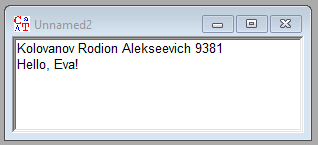 Unnamed2
Kolovanov Rodion Alekseevich 9381
Hello, Eva!